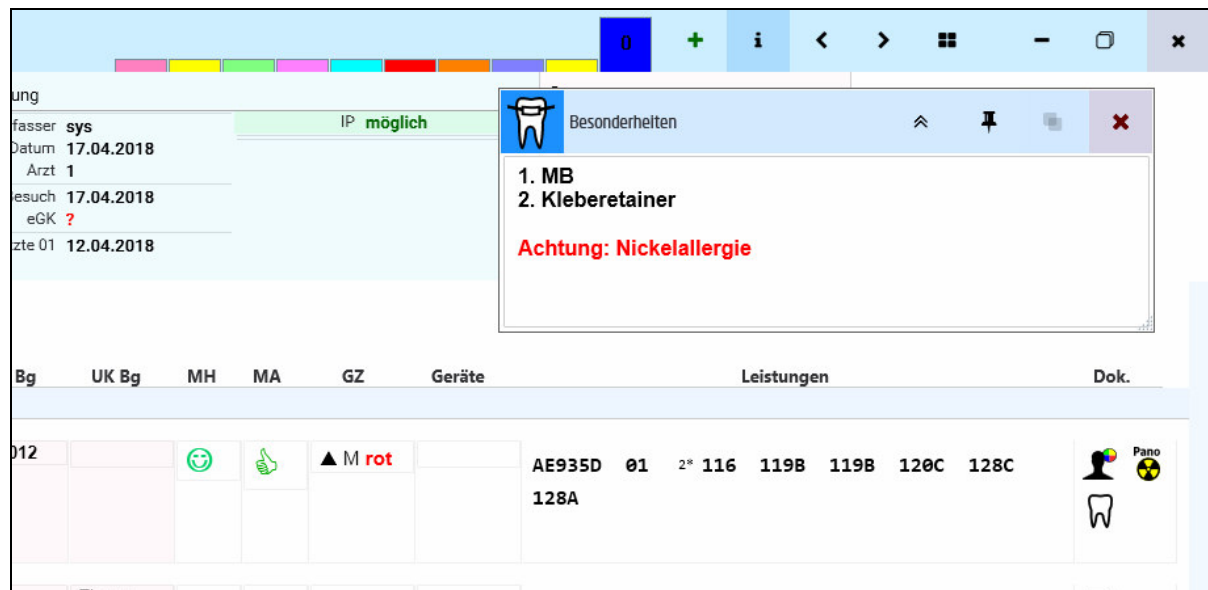 0 + i
ung
fasser sys
IP möglich
Besonderheiten
Datum 17.04.2018
Arzt 1
esuch 17.04.2018
eGK ?
zte 01 12.04.2018
1. MB
2. Kleberetainer
Achtung: Nickelallergie
Bg UK Bg MH MA GZ Geräte Leistungen Dok.
012 ▲ M rot
AE935D 01 2* 116 119B 119B 120C 128C
128A
Pano